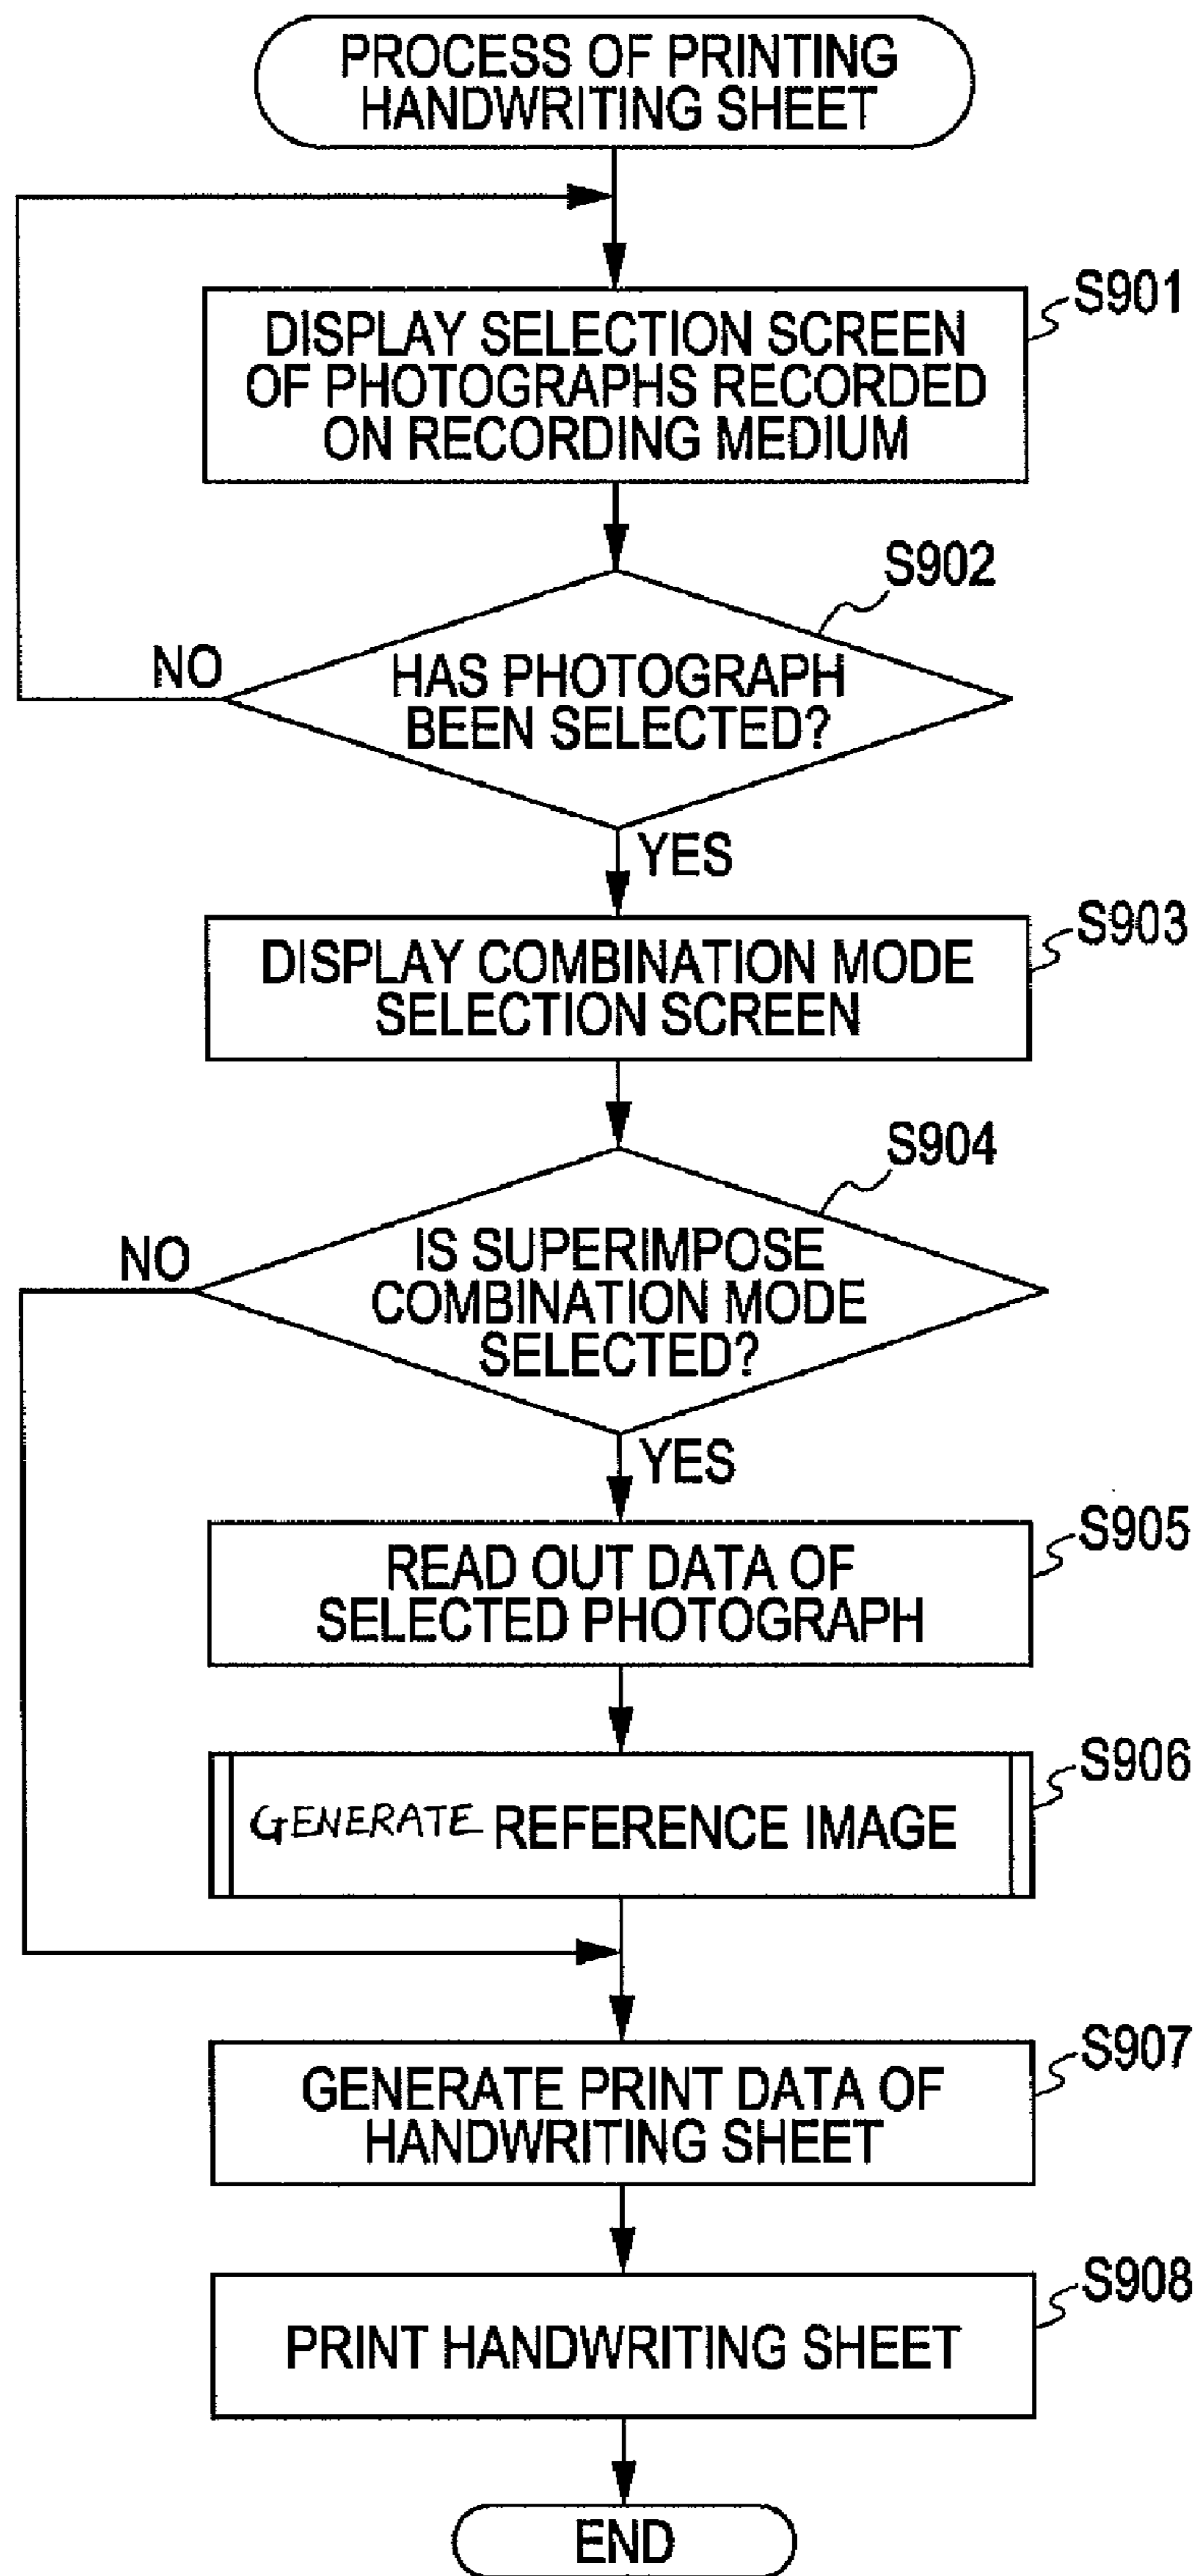 PROCESS OF PRINTING
HANDWRITING SHEET
S901
DISPLAY SELECTION SCREEN
OF PHOTOGRAPHS RECORDED
ON RECORDING MEDIUM
S902
NO
HAS PHOTOGRAPH
BEEN SELECTED?
YES
S903
DISPLAY COMBINATION MODE
SELECTION SCREEN
S904
NO
IS SUPERIMPOSE
COMBINATION MODE
SELECTED?
YES
S905
READ OUT DATA OF
SELECTED PHOTOGRAPH
S906
GENERATE REFERENCE IMAGE
S907
GENERATE PRINT DATA OF
HANDWRITING SHEET
S908
PRINT HANDWRITING SHEET
END